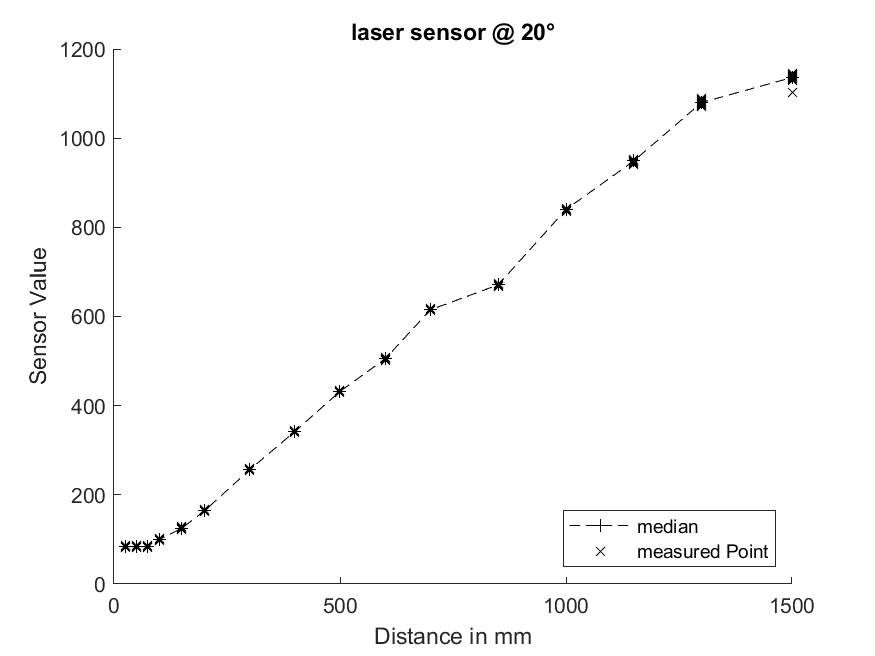 laser sensor @ 20°
1200
1000
800
600
400
200
0
Sensor Value
0 500 1000 1500
Distance in mm
median
measured Point